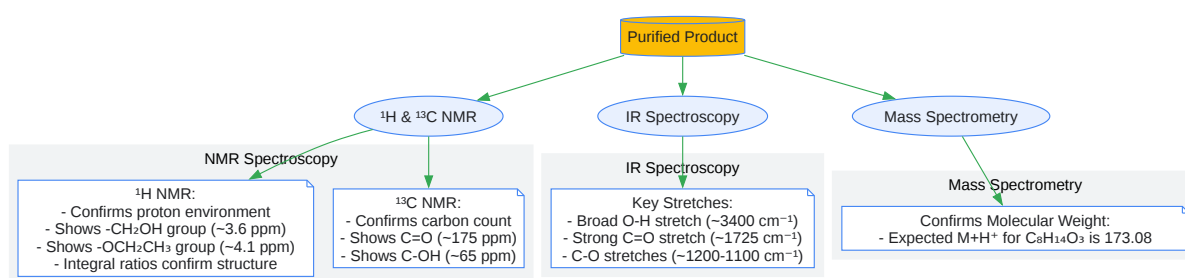 Purified Product
¹H & ¹³C NMR
IR Spectroscopy
Mass Spectrometry
NMR Spectroscopy
¹H NMR:
- Confirms proton environment
- Shows -CH₂OH group (~3.6 ppm)
- Shows -OCH₂CH₃ group (~4.1 ppm)
- Integral ratios confirm structure
¹³C NMR:
- Confirms carbon count
- Shows C=O (~175 ppm)
- Shows C-OH (~65 ppm)
IR Spectroscopy
Key Stretches:
- Broad O-H stretch (~3400 cm⁻¹)
- Strong C=O stretch (~1725 cm⁻¹)
- C-O stretches (~1200-1100 cm⁻¹)
Mass Spectrometry
Confirms Molecular Weight:
- Expected M+H⁺ for C₈H₁₄O₃ is 173.08